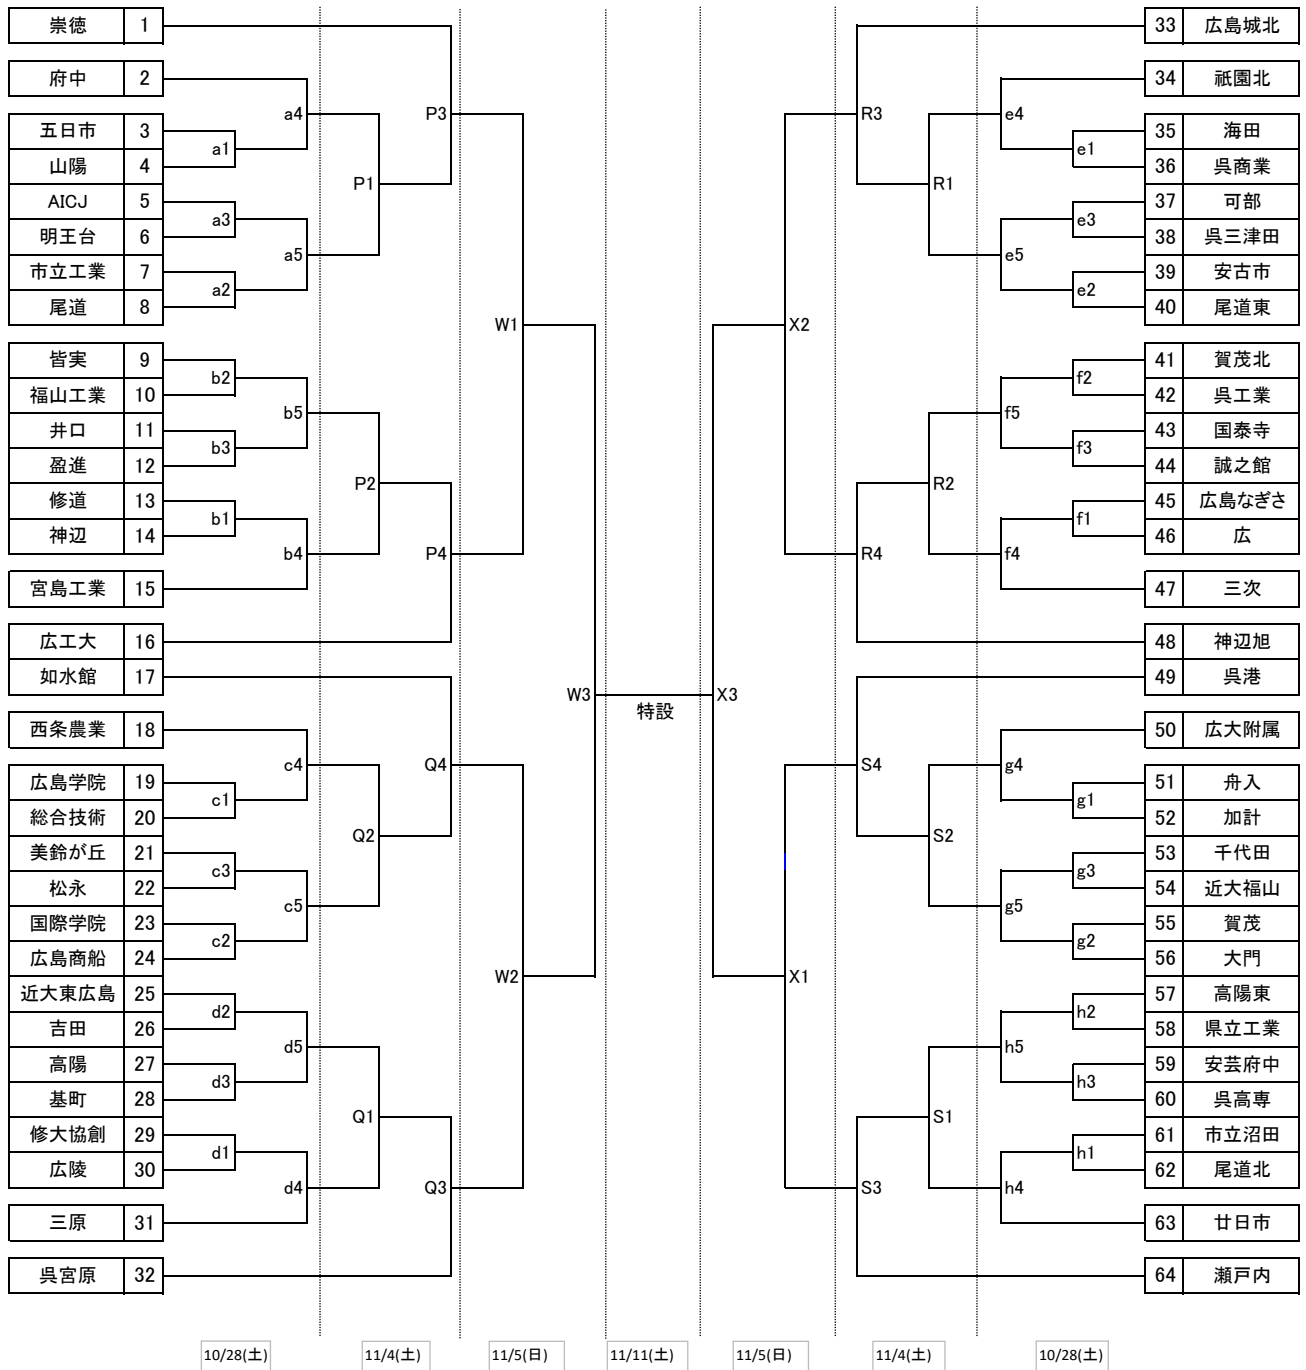 崇徳 1
府中 2
五日市 3
山陽 4
AICJ 5
明王台 6
市立工業 7
尾道 8
皆実 9
福山工業 10
井口 11
盈進 12
修道 13
神辺 14
宮島工業 15
広工大 16
如水館 17
西条農業 18
広島学院 19
総合技術 20
美鈴が丘 21
松永 22
国際学院 23
広島商船 24
近大東広島 25
吉田 26
高陽 27
基町 28
修大協創 29
広陵 30
三原 31
呉宮原 32
a1
a3
a2
b2
b3
b1
c1
c3
c2
d2
d3
d1
a4
a5
b5
b4
c4
c5
d5
d4
P1
P2
Q2
Q1
P3
P4
Q4
Q3
W1
W2
W3
特設
X3
X2
X1
R3
R4
S4
S3
R1
R2
S2
S1
e4
e5
f5
f4
g4
g5
h5
h4
e1
e3
e2
f2
f3
f1
g1
g3
g2
h2
h3
h1
33 広島城北
34 祇園北
35 海田
36 呉商業
37 可部
38 呉三津田
39 安古市
40 尾道東
41 賀茂北
42 呉工業
43 国泰寺
44 誠之館
45 広島なぎさ
46 広
47 三次
48 神辺旭
49 呉港
50 広大附属
51 舟入
52 加計
53 千代田
54 近大福山
55 賀茂
56 大門
57 高陽東
58 県立工業
59 安芸府中
60 呉高専
61 市立沼田
62 尾道北
63 廿日市
64 瀬戸内
10/28(土)
11/4(土)
11/5(日)
11/11(土)
11/5(日)
11/4(土)
10/28(土)